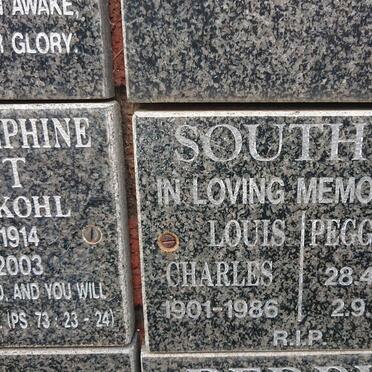 AWAKE,
GLORY.
PHINE
T
KOHL
1914
2003
AND YOU WILL
(PS 73 : 23 - 24)
SOUTH
IN LOVING MEMO
LOUIS PEGG
CHARLES 28.4
1901-1986 2.9
R.I.P.